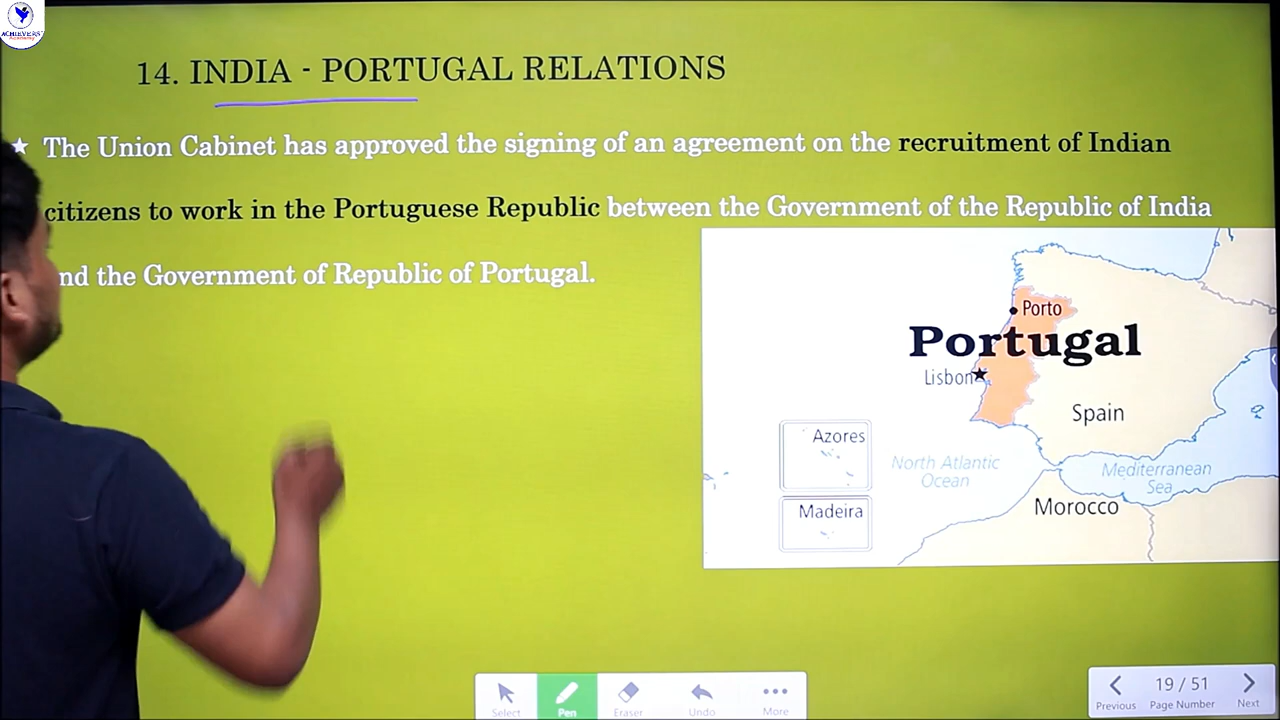 ACHIEVERS'
Academy
14. INDIA - PORTUGAL RELATIONS
★ The Union Cabinet has approved the signing of an agreement on the recruitment of Indian
citizens to work in the Portuguese Republic between the Government of the Republic of India
nd the Government of Republic of Portugal.
Porto
Portugal
Lisbon
Spain
Azores
North Atlantic
Ocean
Mediterranean
Sea
Madeira
Morocco
Select
Pen
Eraser
Undo
More
Previous
19 / 51
Page Number
Next